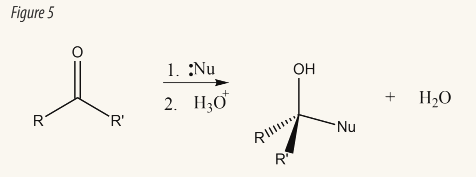 Figure 5
O
R
R'
1. :Nu
2. H₃O⁺
OH
R
R'
Nu
+ H₂O